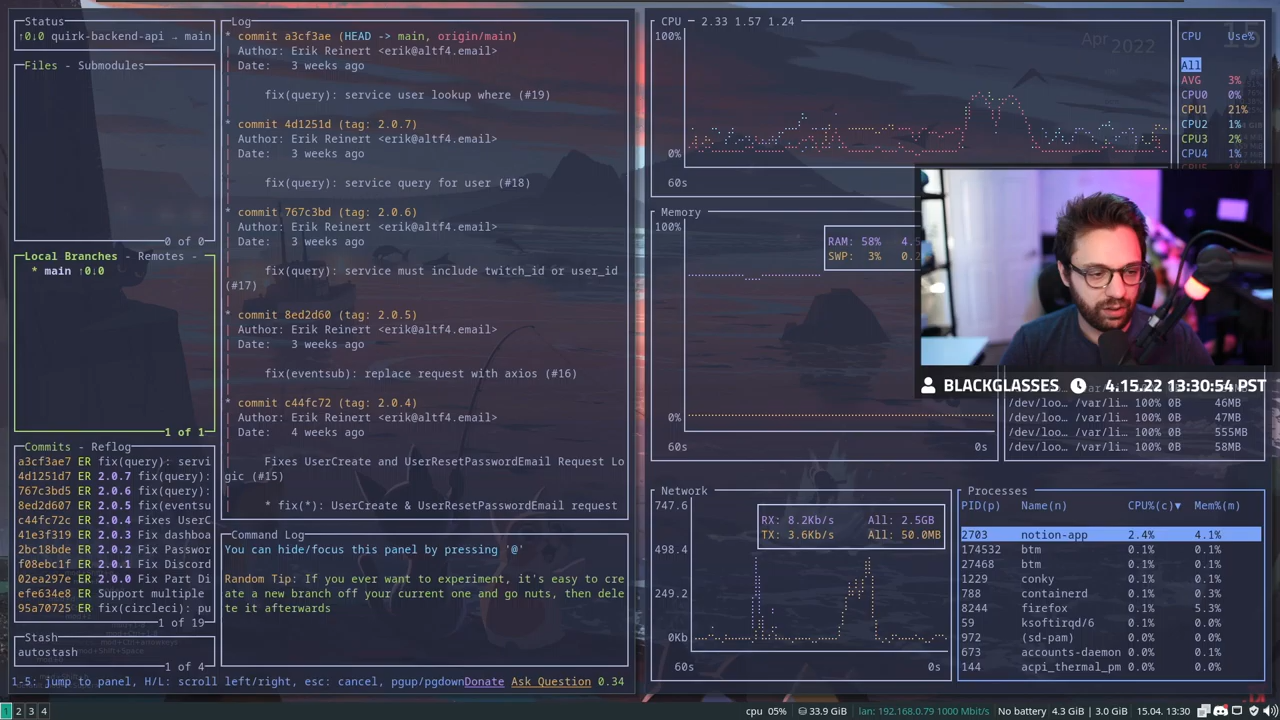 Status
↑0↓0 quirk-backend-api → main
Files - Submodules
0 of 0
Local Branches - Remotes -
* main ↑0↓0
1 of 1
Commits - Reflog
a3cf3ae7 ER fix(query): servi
4d1251d7 ER 2.0.7 fix(query):
767c3bd5 ER 2.0.6 fix(query):
8ed2d607 ER 2.0.5 fix(eventsu
c44fc72c ER 2.0.4 Fixes UserC
41e3f319 ER 2.0.3 Fix dashboa
2bc18bde ER 2.0.2 Fix Passwor
f08ebc1f ER 2.0.1 Fix Discord
02ea297e ER 2.0.0 Fix Part Di
efe634e8 ER Support multiple
95a70725 ER fix(circleci): pu
1 of 19
Stash
autostash
1 of 4
Log
* commit a3cf3ae (HEAD -> main, origin/main)
| Author: Erik Reinert <erik@altf4.email>
| Date:   3 weeks ago
|
|     fix(query): service user lookup where (#19)
|
* commit 4d1251d (tag: 2.0.7)
| Author: Erik Reinert <erik@altf4.email>
| Date:   3 weeks ago
|
|     fix(query): service query for user (#18)
|
* commit 767c3bd (tag: 2.0.6)
| Author: Erik Reinert <erik@altf4.email>
| Date:   3 weeks ago
|
|     fix(query): service must include twitch_id or user_id
(#17)
|
* commit 8ed2d60 (tag: 2.0.5)
| Author: Erik Reinert <erik@altf4.email>
| Date:   3 weeks ago
|
|     fix(eventsub): replace request with axios (#16)
|
* commit c44fc72 (tag: 2.0.4)
| Author: Erik Reinert <erik@altf4.email>
| Date:   4 weeks ago
|
|     Fixes UserCreate and UserResetPasswordEmail Request Lo
gic (#15)
|
|     * fix(*): UserCreate & UserResetPasswordEmail request
Command Log
You can hide/focus this panel by pressing '@'
Random Tip: If you ever want to experiment, it's easy to cre
ate a new branch off your current one and go nuts, then dele
te it afterwards
1-5: jump to panel, H/L: scroll left/right, esc: cancel, pgup/pgdownDonate Ask Question 0.34
CPU - 2.33 1.57 1.24
100%
0%
60s
Apr 2022
15
CPU Use%
All
AVG 3%
CPU0 0%
CPU1 21%
CPU2 1%
CPU3 2%
CPU4 1%
Memory
100%
RAM: 58% 4.5
SWP: 3% 0.2
0%
60s 0s
BLACKGLASSES 4.15.22 13:30:54 PST
/dev/loo… /var/li… 100% 0B 46MB
/dev/loo… /var/li… 100% 0B 47MB
/dev/loo… /var/li… 100% 0B 555MB
/dev/loo… /var/li… 100% 0B 58MB
Network
747.6
498.4
249.2
0Kb
RX: 8.2Kb/s All: 2.5GB
TX: 3.6Kb/s All: 50.0MB
60s 0s
Processes
PID(p) Name(n) CPU%(c)▼ Mem%(m)
2703 notion-app 2.4% 4.1%
174532 btm 0.1% 0.1%
27468 btm 0.1% 0.1%
1229 conky 0.1% 0.1%
788 containerd 0.1% 0.3%
8244 firefox 0.1% 5.3%
59 ksoftirqd/6 0.1% 0.0%
972 (sd-pam) 0.0% 0.0%
673 accounts-daemon 0.0% 0.1%
144 acpi_thermal_pm 0.0% 0.0%
1 2 3 4
cpu 05% 33.9 GiB lan: 192.168.0.79 1000 Mbit/s No battery 4.3 GiB | 3.0 GiB 15.04. 13:30